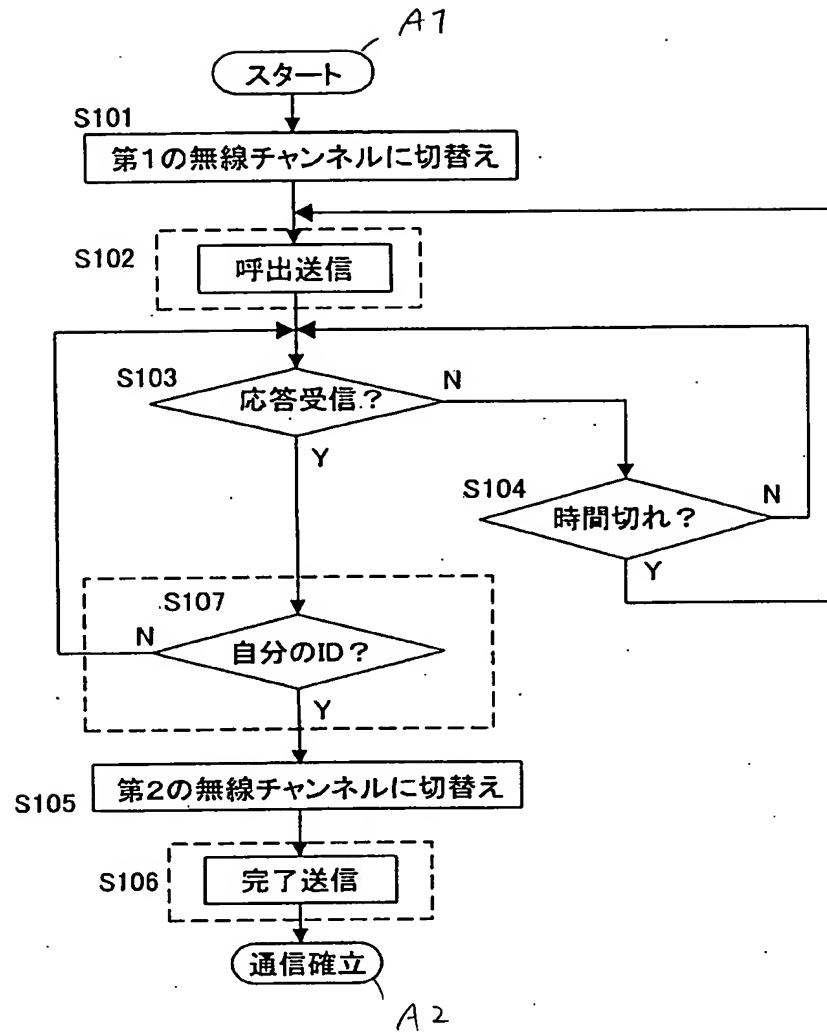 A1
スタート
S101
第1の無線チャンネルに切替え
S102
呼出送信
S103
応答受信？
N
Y
S104
時間切れ？
N
Y
S107
自分のID？
N
Y
S105
第2の無線チャンネルに切替え
S106
完了送信
通信確立
A2